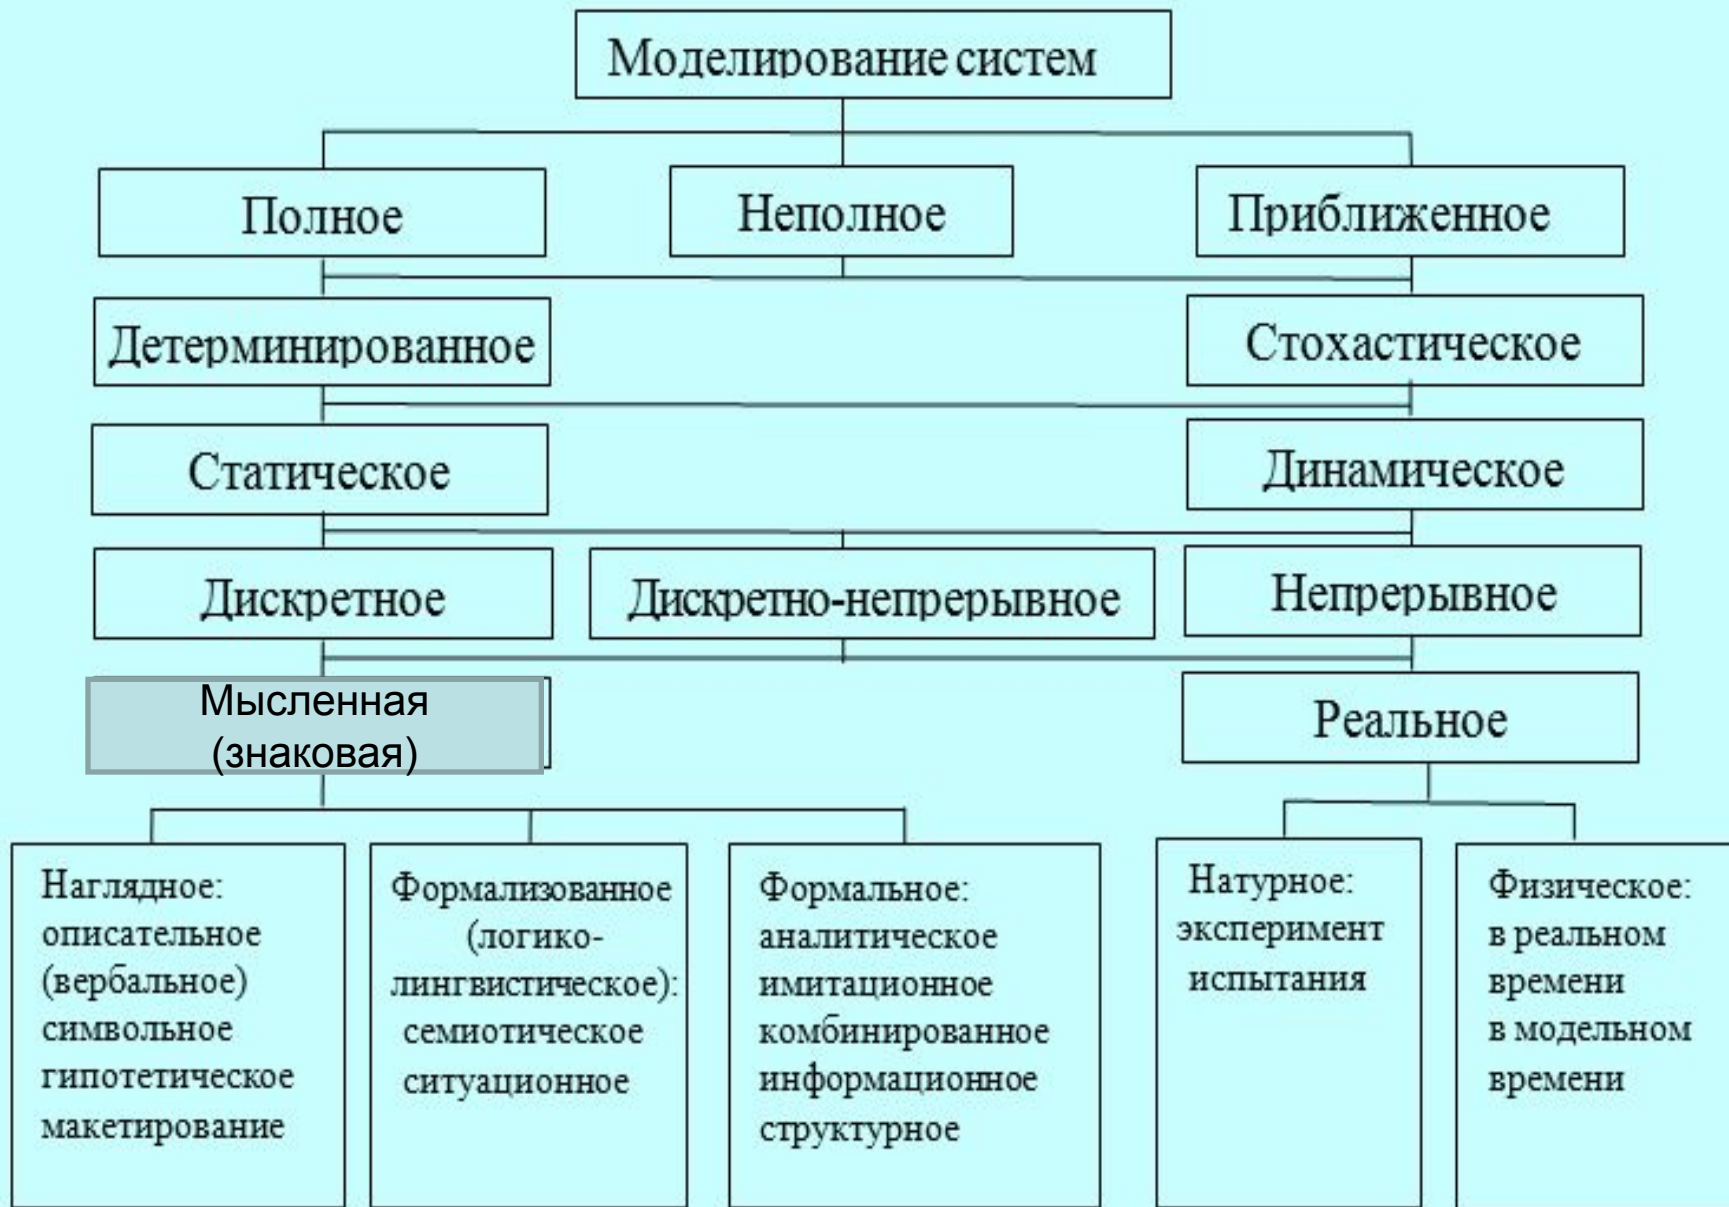 Моделирование систем
Полное
Неполное
Приближенное
Детерминированное
Стохастическое
Статическое
Динамическое
Дискретное
Дискретно-непрерывное
Непрерывное
Мысленная
(знаковая)
Реальное
Наглядное:
описательное
(вербальное)
символьное
гипотетическое
макетирование
Формализованное
(логико-
лингвистическое):
семиотическое
ситуационное
Формальное:
аналитическое
имитационное
комбинированное
информационное
структурное
Натурное:
эксперимент
испытания
Физическое:
в реальном
времени
в модельном
времени